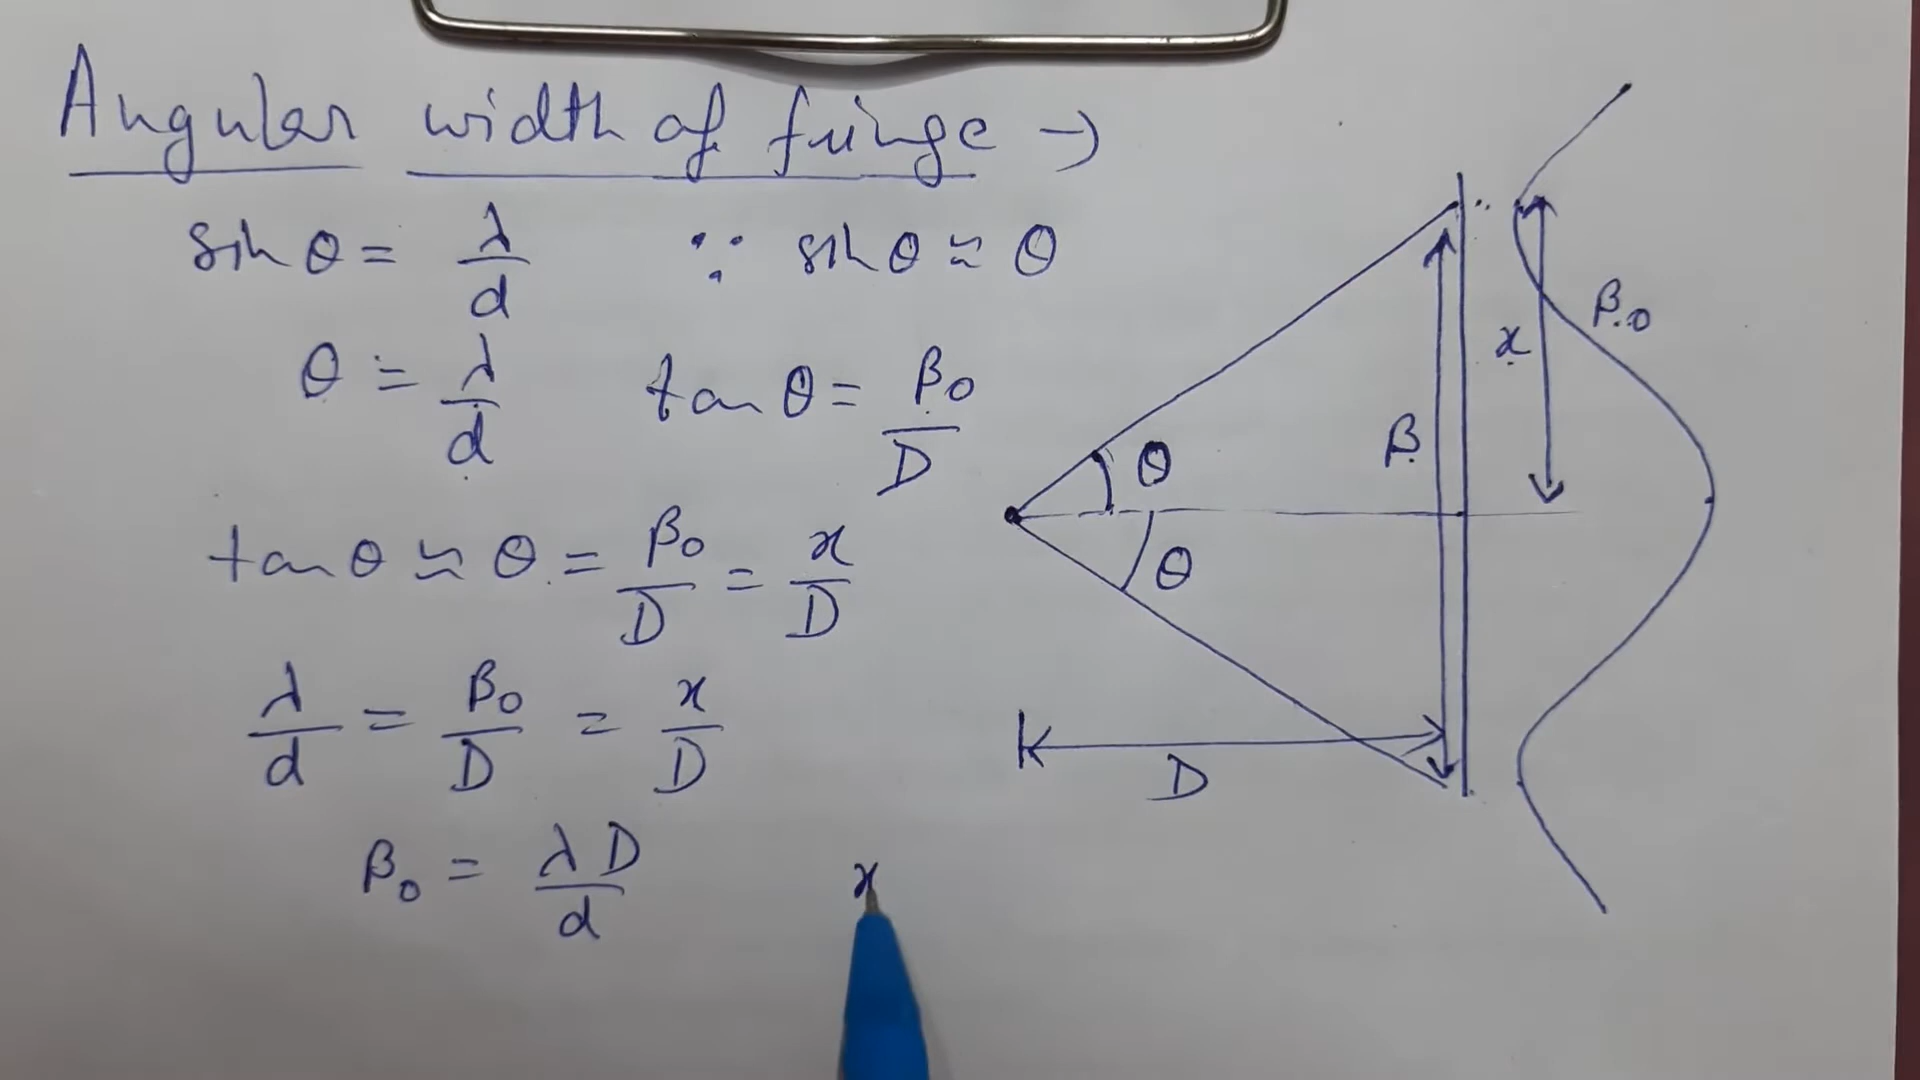 Angular width of fringe →
sin θ = λ/d ∵ sin θ ≈ θ
θ = λ/d tan θ = β₀/D
tan θ ≈ θ = β₀/D = x/D
λ/d = β₀/D = x/D
β₀ = λD/d x
β₀
x
β
θ
θ
D